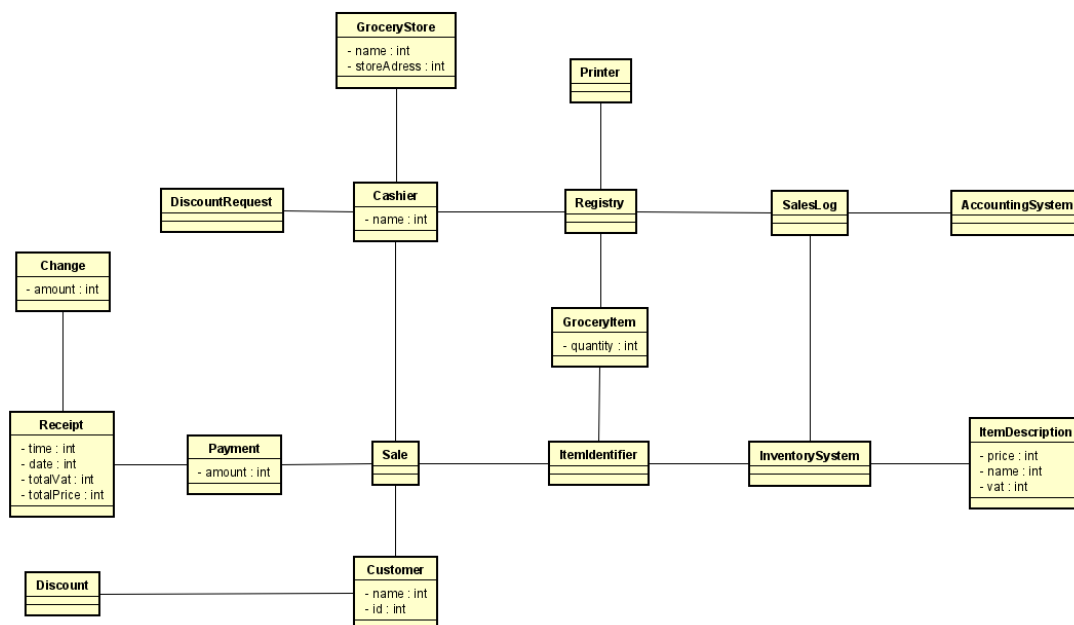 GroceryStore
- name : int
- storeAdress : int
Printer
DiscountRequest
Cashier
- name : int
Registry
SalesLog
AccountingSystem
Change
- amount : int
GroceryItem
- quantity : int
Receipt
- time : int
- date : int
- totalVat : int
- totalPrice : int
Payment
- amount : int
Sale
ItemIdentifier
InventorySystem
ItemDescription
- price : int
- name : int
- vat : int
Discount
Customer
- name : int
- id : int